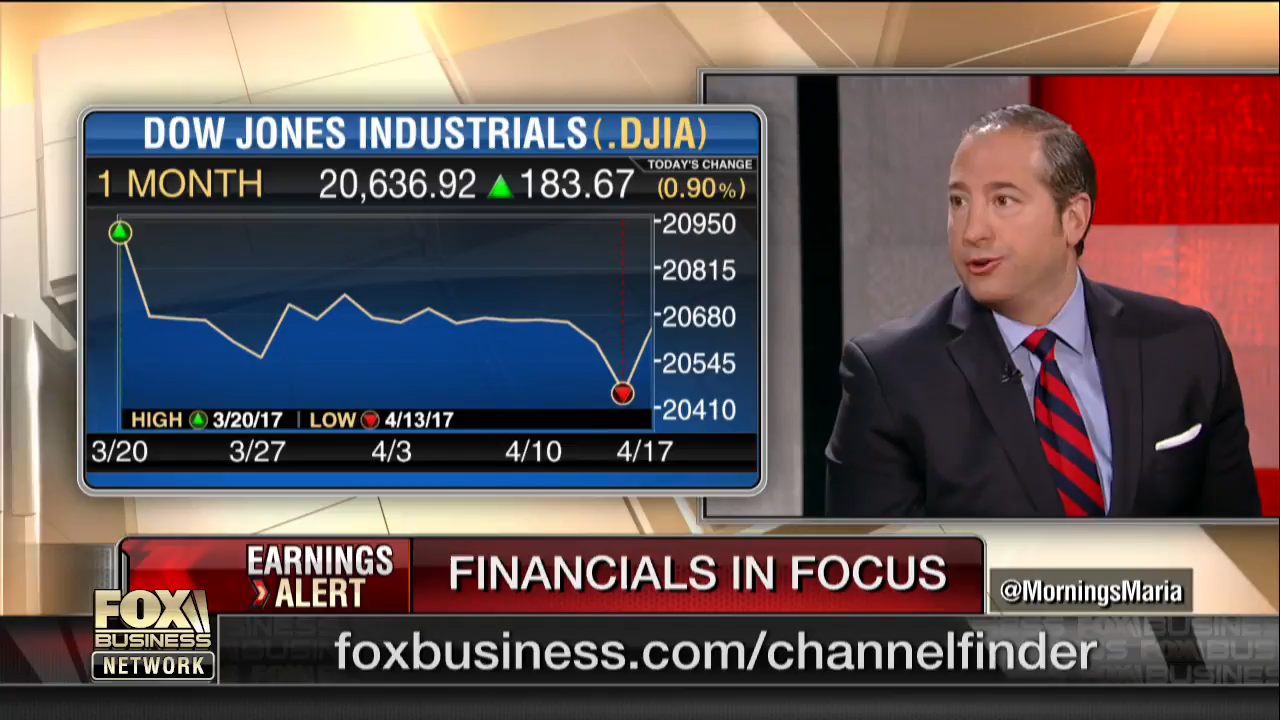 DOW JONES INDUSTRIALS (.DJIA)
1 MONTH 20,636.92 ▲ 183.67 TODAY'S CHANGE (0.90%)
20950
20815
20680
20545
20410
HIGH 3/20/17 | LOW 4/13/17
3/20 3/27 4/3 4/10 4/17
EARNINGS
ALERT
FINANCIALS IN FOCUS
@MorningsMaria
FOX
BUSINESS
NETWORK
foxbusiness.com/channelfinder